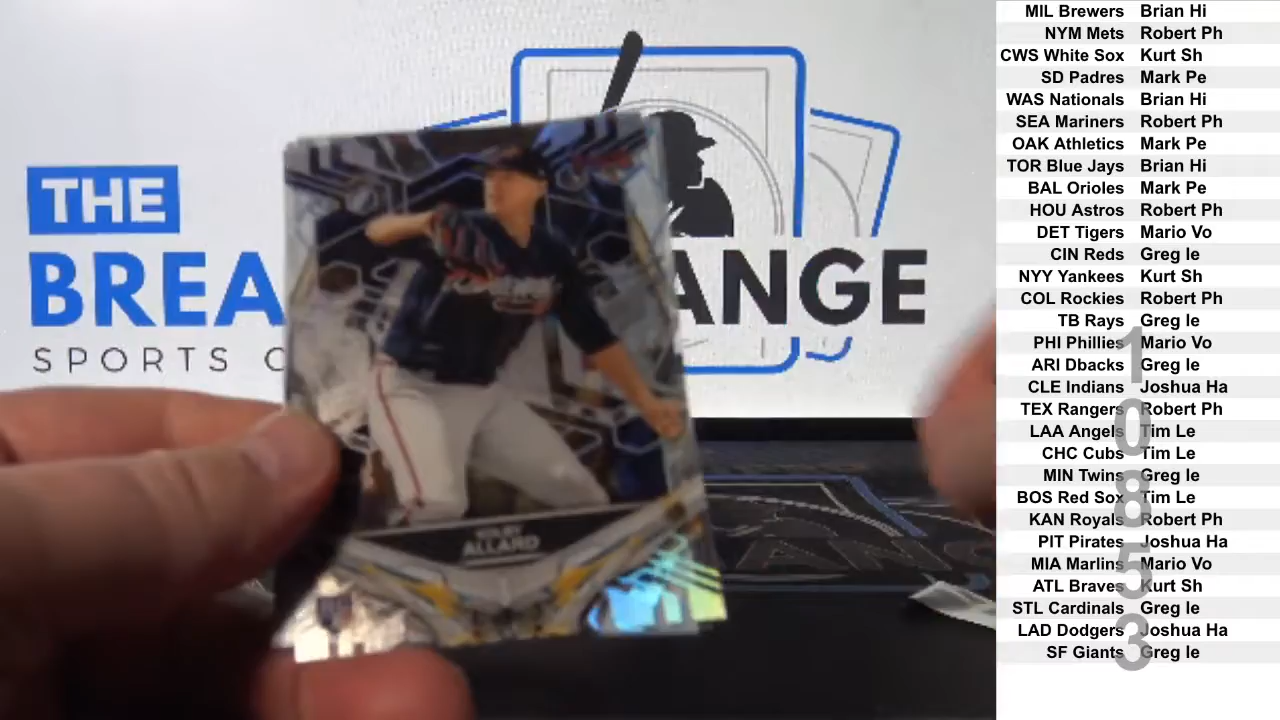 THE
BREA
ANGE
SPORTS C
ALLARD
MIL Brewers Brian Hi
NYM Mets Robert Ph
CWS White Sox Kurt Sh
SD Padres Mark Pe
WAS Nationals Brian Hi
SEA Mariners Robert Ph
OAK Athletics Mark Pe
TOR Blue Jays Brian Hi
BAL Orioles Mark Pe
HOU Astros Robert Ph
DET Tigers Mario Vo
CIN Reds Greg le
NYY Yankees Kurt Sh
COL Rockies Robert Ph
TB Rays Greg le
PHI Phillies Mario Vo
ARI Dbacks Greg le
CLE Indians Joshua Ha
TEX Rangers Robert Ph
LAA Angels Tim Le
CHC Cubs Tim Le
MIN Twins Greg le
BOS Red Sox Tim Le
KAN Royals Robert Ph
PIT Pirates Joshua Ha
MIA Marlins Mario Vo
ATL Braves Kurt Sh
STL Cardinals Greg le
LAD Dodgers Joshua Ha
SF Giants Greg le
1
0
8
5
3